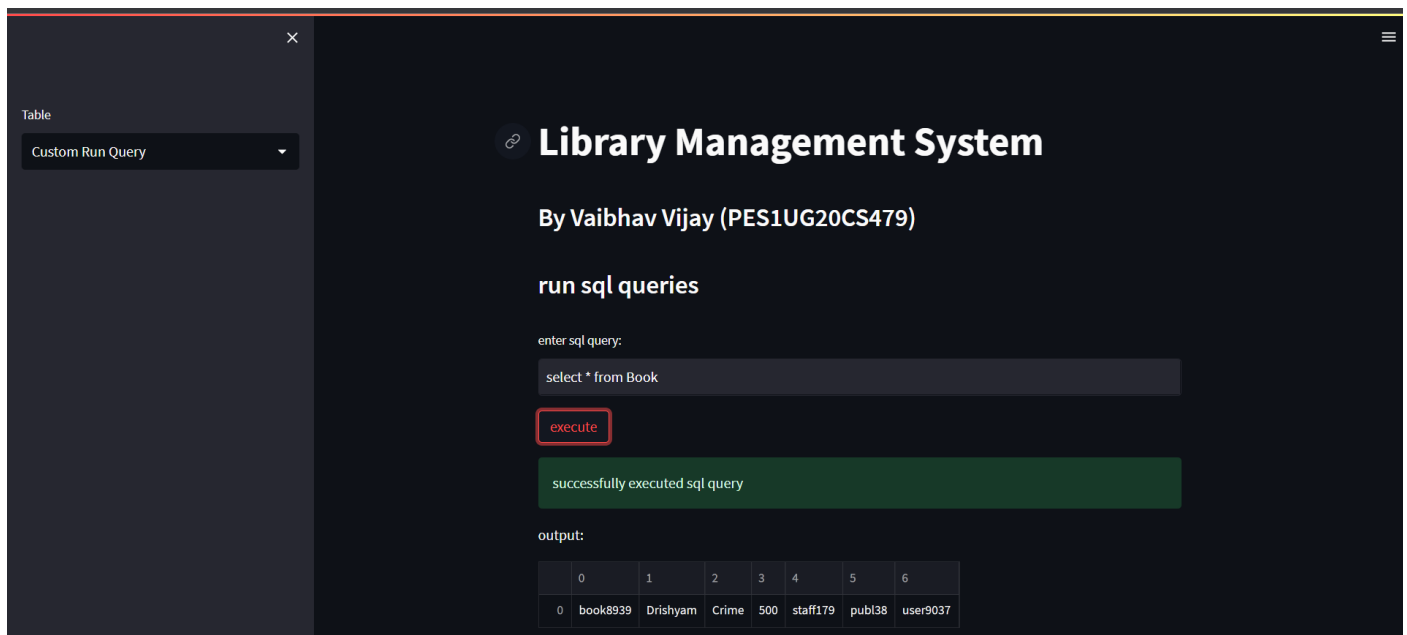 Table
Custom Run Query
Library Management System
By Vaibhav Vijay (PES1UG20CS479)
run sql queries
enter sql query:
select * from Book
execute
successfully executed sql query
output:
0 1 2 3 4 5 6
0 book8939 Drishyam Crime 500 staff179 publ38 user9037